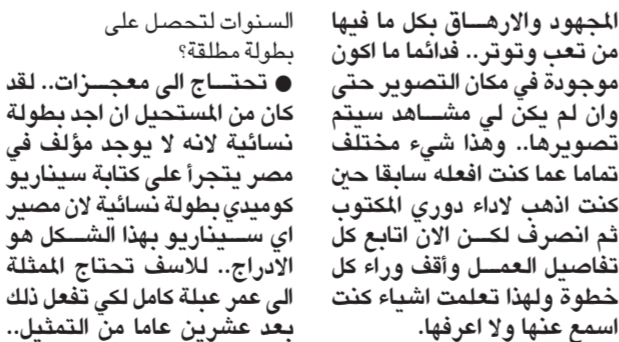 المجهود والارهاق بكل ما فيها
من تعب وتوتر.. فدائما ما اكون
موجودة في مكان التصوير حتى
وان لم يكن لي مشاهد سيتم
تصويرها.. وهذا شيء مختلف
تماما عما كنت افعله سابقا حين
كنت اذهب لاداء دوري المكتوب
ثم انصرف لكن الان اتابع كل
تفاصيل العمل وأقف وراء كل
خطوة ولهذا تعلمت اشياء كنت
اسمع عنها ولا اعرفها.
السنوات لتحصل على
بطولة مطلقة؟
● تحتاج الى معجزات.. لقد
كان من المستحيل ان اجد بطولة
نسائية لانه لا يوجد مؤلف في
مصر يتجرأ على كتابة سيناريو
كوميدي بطولة نسائية لان مصير
اي سيناريو بهذا الشكل هو
الادراج.. للاسف تحتاج الممثلة
الى عمر عبلة كامل لكي تفعل ذلك
بعد عشرين عاما من التمثيل..